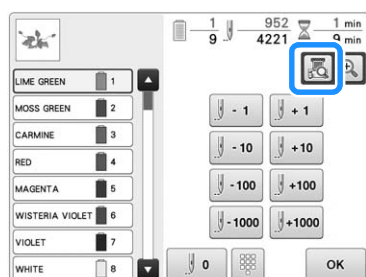 1 952 1 min
9 4221 9 min
LIME GREEN 1
MOSS GREEN 2
CARMINE 3
RED 4
MAGENTA 5
WISTERIA VIOLET 6
VIOLET 7
WHITE 8
- 1 + 1
- 10 + 10
- 100 +100
- 1000 +1000
0 OK